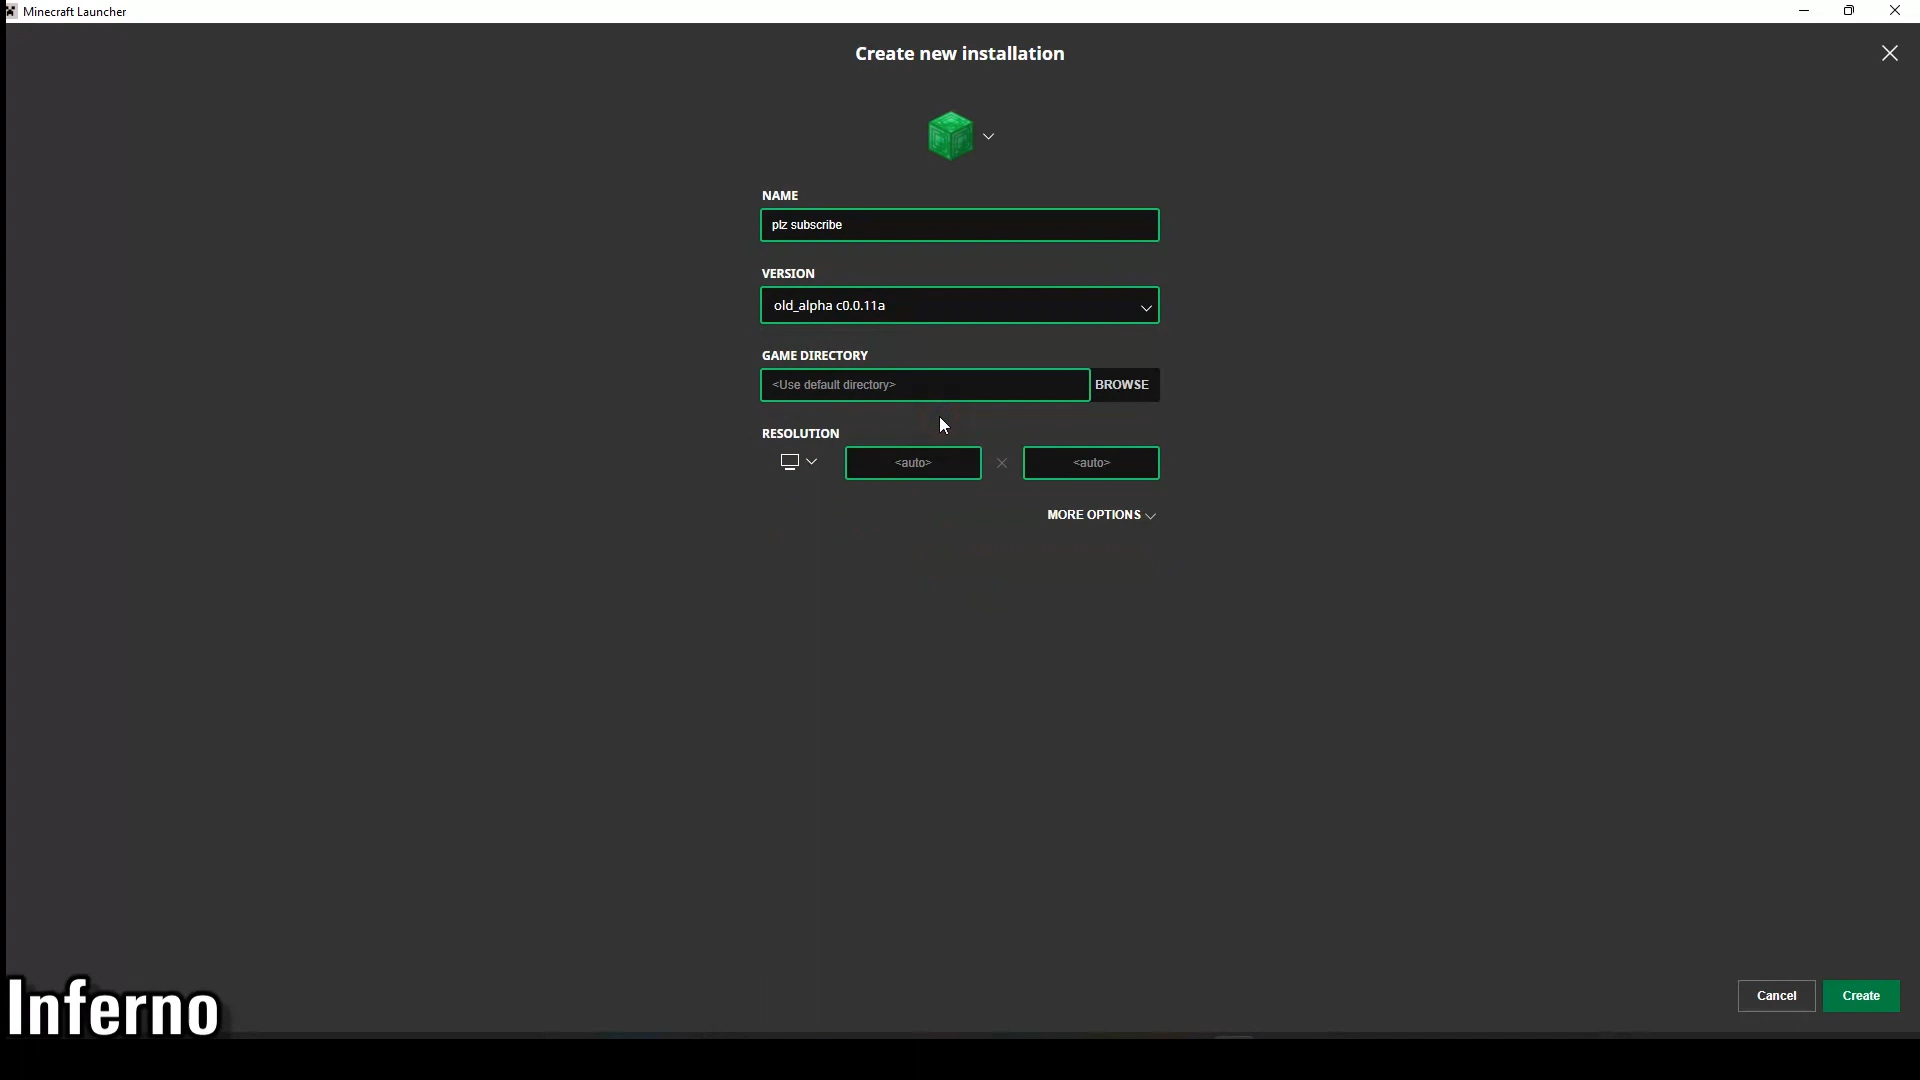 Minecraft Launcher
Create new installation
NAME
plz subscribe
VERSION
old_alpha c0.0.11a
GAME DIRECTORY
<Use default directory>
BROWSE
RESOLUTION
<auto>
<auto>
MORE OPTIONS
Cancel
Create
Inferno